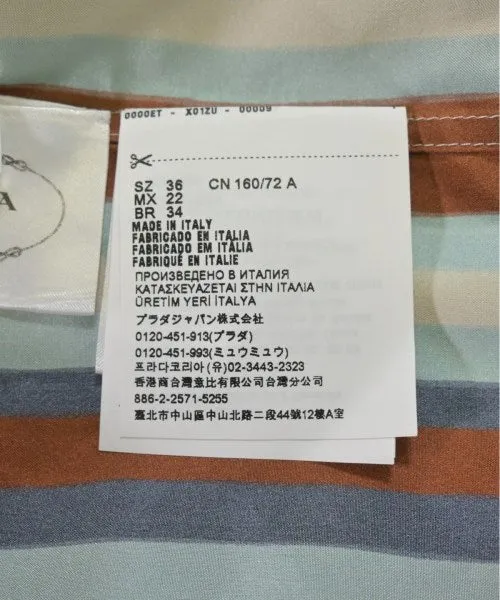 0000ET - X01ZU - 00009
SZ 36 CN 160/72 A
MX 22
BR 34
MADE IN ITALY
FABRICADO EN ITALIA
FABRICADO EM ITÁLIA
FABRIQUÉ EN ITALIE
ПРОИЗВЕДЕНО В ИТАЛИЯ
ΚΑΤΑΣΚΕΥΑΖΕΤΑΙ ΣΤΗΝ ΙΤΑΛΙΑ
ÜRETİM YERİ İTALYA
プラダジャパン株式会社
0120-451-913(プラダ)
0120-451-993(ミュウミュウ)
프라다코리아(유)02-3443-2323
香港商台灣意比有限公司台灣分公司
886-2-2571-5255
臺北市中山區中山北路二段44號12樓A室
A